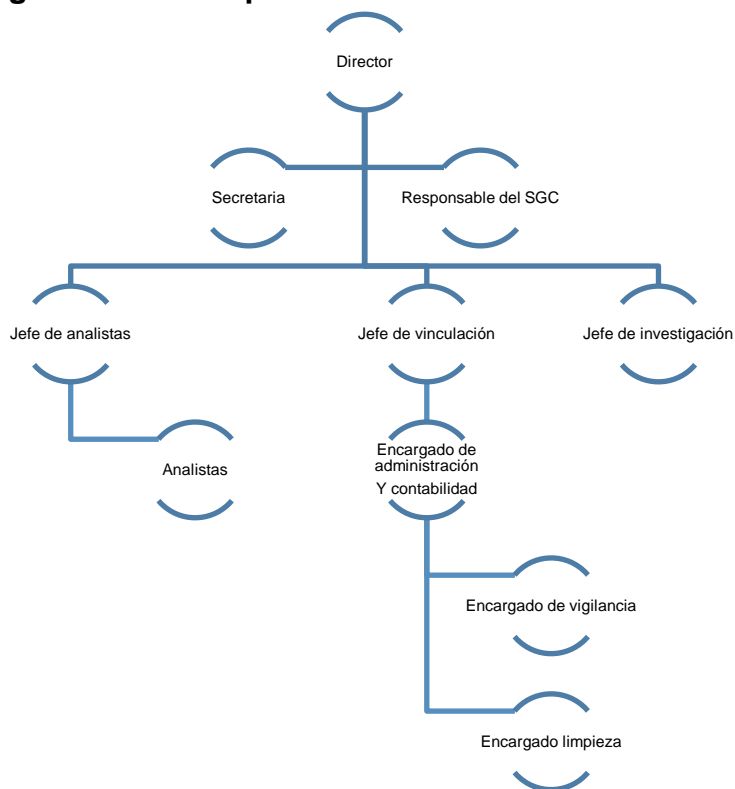 Director
Secretaria
Responsable del SGC
Jefe de analistas
Jefe de vinculación
Jefe de investigación
Analistas
Encargado de
administración
Y contabilidad
Encargado de vigilancia
Encargado limpieza